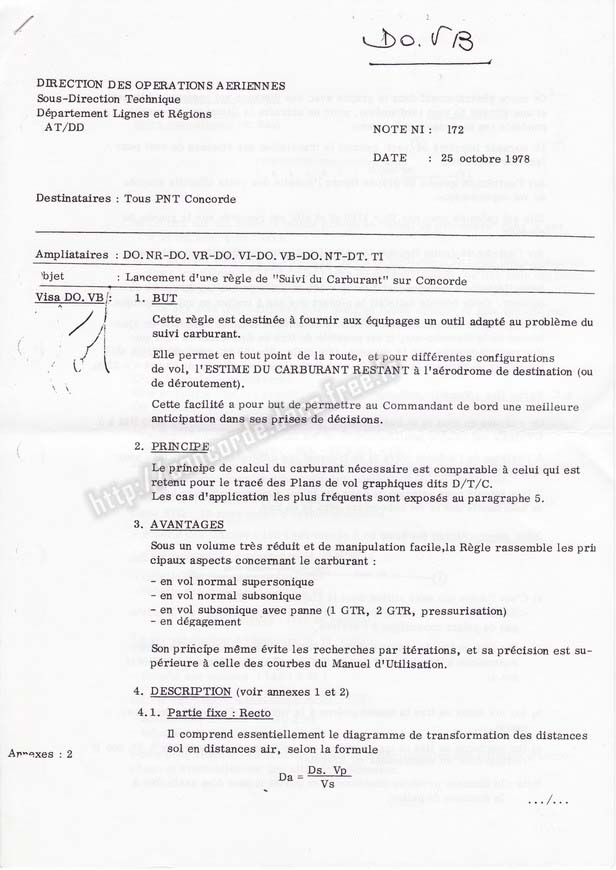 DO.VB
DIRECTION DES OPERATIONS AERIENNES
Sous-Direction Technique
Département Lignes et Régions
AT/DD
NOTE NI : 172
DATE : 25 octobre 1978
Destinataires : Tous PNT Concorde
Ampliataires : DO.NR-DO.VR-DO.VI-DO.VB-DO.NT-DT.TI
bjet : Lancement d'une règle de "Suivi du Carburant" sur Concorde
Visa DO.VB :
1. BUT
Cette règle est destinée à fournir aux équipages un outil adapté au problème du
suivi carburant.
Elle permet en tout point de la route, et pour différentes configurations
de vol, l'ESTIME DU CARBURANT RESTANT à l'aérodrome de destination (ou
de déroutement).
Cette facilité a pour but de permettre au Commandant de bord une meilleure
anticipation dans ses prises de décisions.
2. PRINCIPE
Le principe de calcul du carburant nécessaire est comparable à celui qui est
retenu pour le tracé des Plans de vol graphiques dits D/T/C.
Les cas d'application les plus fréquents sont exposés au paragraphe 5.
3. AVANTAGES
Sous un volume très réduit et de manipulation facile,la Règle rassemble les prin
cipaux aspects concernant le carburant :
- en vol normal supersonique
- en vol normal subsonique
- en vol subsonique avec panne (1 GTR, 2 GTR, pressurisation)
- en dégagement
Son principe même évite les recherches par itérations, et sa précision est su-
périeure à celle des courbes du Manuel d'Utilisation.
4. DESCRIPTION (voir annexes 1 et 2)
4.1. Partie fixe : Recto
Il comprend essentiellement le diagramme de transformation des distances
sol en distances air, selon la formule
Annexes : 2
Da = Ds. Vp
Vs
.../...